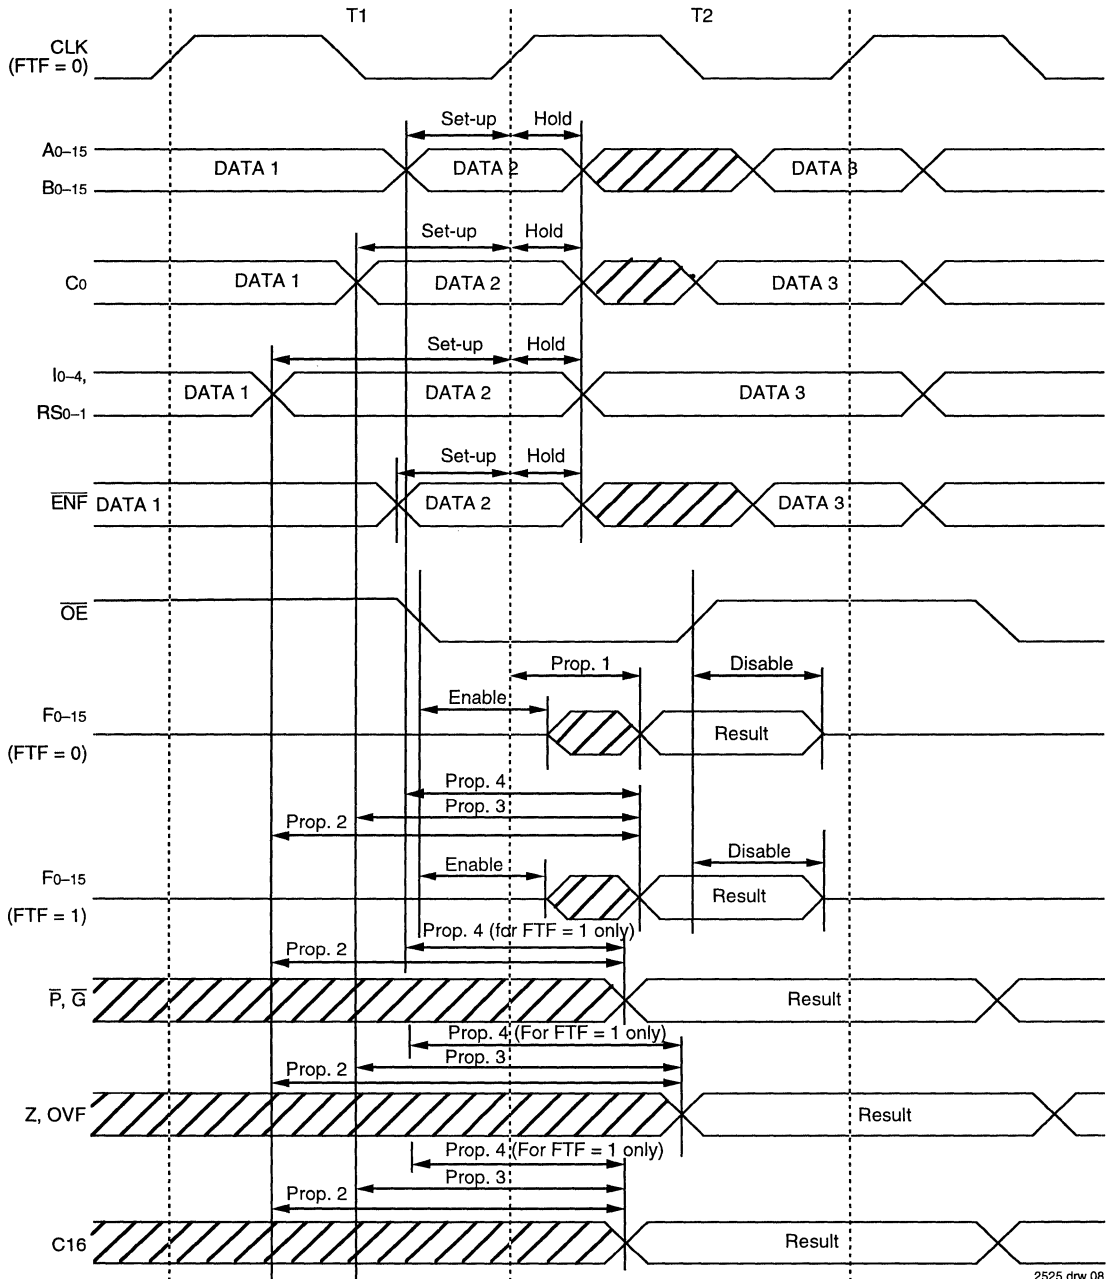 T1 T2
CLK
(FTF = 0)
Set-up Hold
A0–15
DATA 1 DATA 2 DATA 3
B0–15
Set-up Hold
C0 DATA 1 DATA 2 DATA 3
Set-up Hold
I0–4,
DATA 1 DATA 2 DATA 3
RS0–1
Set-up Hold
E̅N̅F̅ DATA 1 DATA 2 DATA 3
O̅E̅
Prop. 1 Disable
Enable
F0–15
Result
(FTF = 0)
Prop. 4
Prop. 3
Prop. 2
Disable
Enable
F0–15
Result
(FTF = 1)
Prop. 4 (for FTF = 1 only)
Prop. 2
P̅, G̅ Result
Prop. 4 (For FTF = 1 only)
Prop. 3
Prop. 2
Z, OVF Result
Prop. 4 (For FTF = 1 only)
Prop. 3
Prop. 2
C16 Result
2525 drw 08